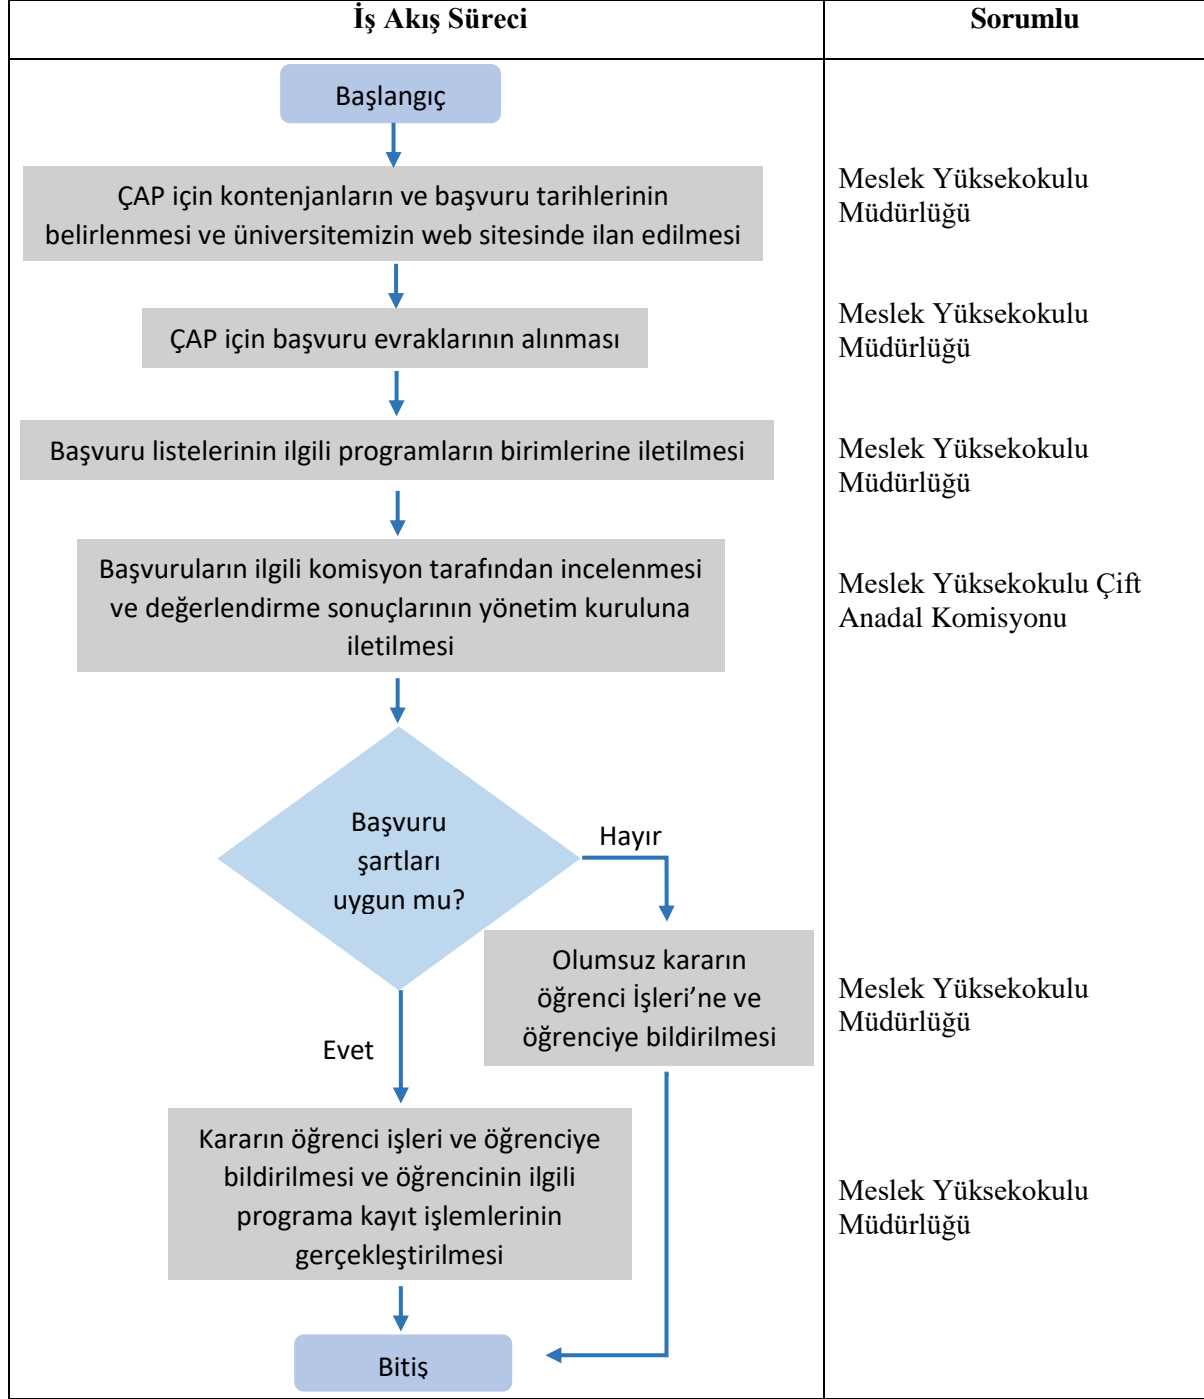 İş Akış Süreci
Sorumlu
Başlangıç
ÇAP için kontenjanların ve başvuru tarihlerinin
belirlenmesi ve üniversitemizin web sitesinde ilan edilmesi
Meslek Yüksekokulu
Müdürlüğü
ÇAP için başvuru evraklarının alınması
Meslek Yüksekokulu
Müdürlüğü
Başvuru listelerinin ilgili programların birimlerine iletilmesi
Meslek Yüksekokulu
Müdürlüğü
Başvuruların ilgili komisyon tarafından incelenmesi
ve değerlendirme sonuçlarının yönetim kuruluna
iletilmesi
Meslek Yüksekokulu Çift
Anadal Komisyonu
Başvuru
şartları
uygun mu?
Hayır
Olumsuz kararın
öğrenci İşleri’ne ve
öğrenciye bildirilmesi
Meslek Yüksekokulu
Müdürlüğü
Evet
Kararın öğrenci işleri ve öğrenciye
bildirilmesi ve öğrencinin ilgili
programa kayıt işlemlerinin
gerçekleştirilmesi
Meslek Yüksekokulu
Müdürlüğü
Bitiş